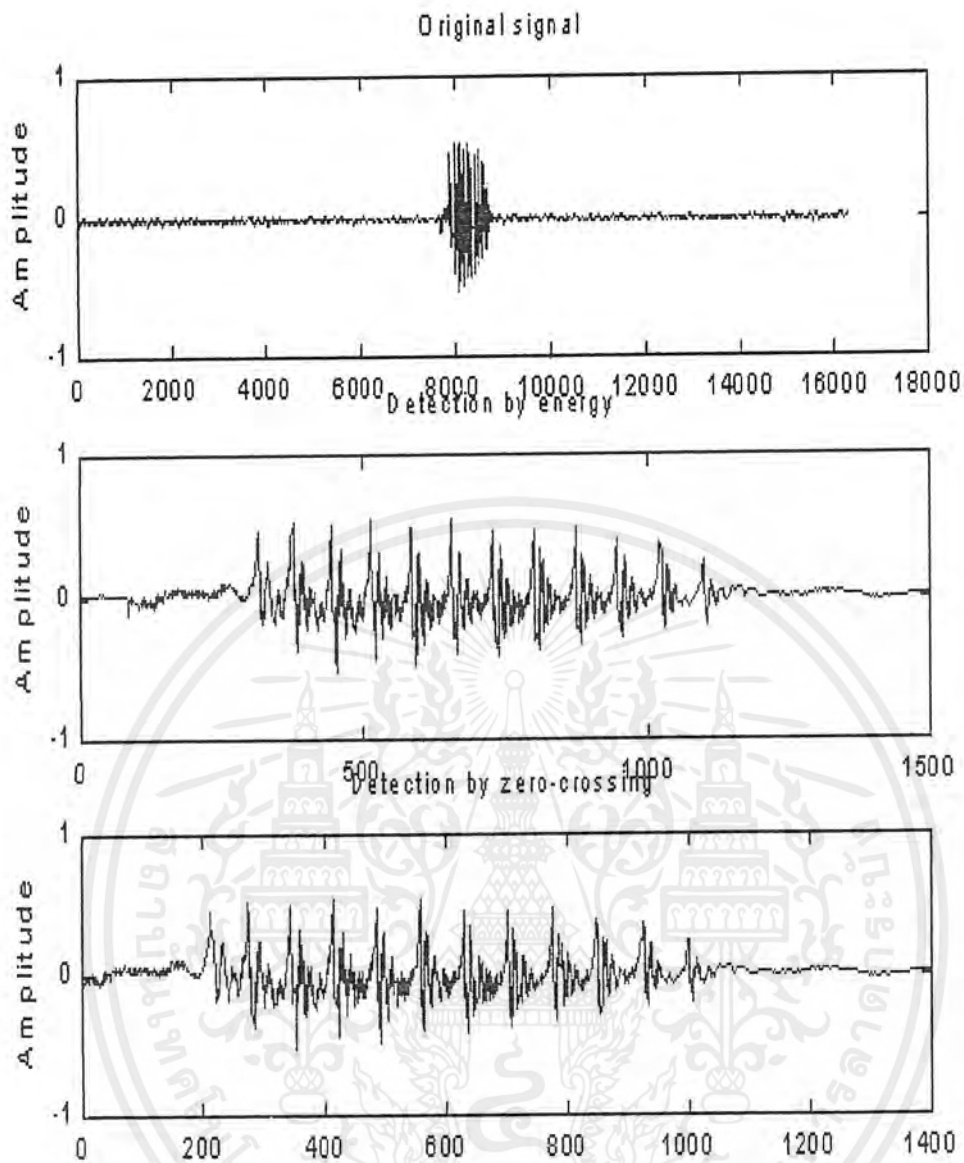 Original signal
1
0
-1
Amplitude
0 2000 4000 6000 8000 10000 12000 14000 16000 18000
Detection by energy
1
0
-1
Amplitude
0 500 1000 1500
Detection by zero-crossing
1
0
-1
Amplitude
0 200 400 600 800 1000 1200 1400